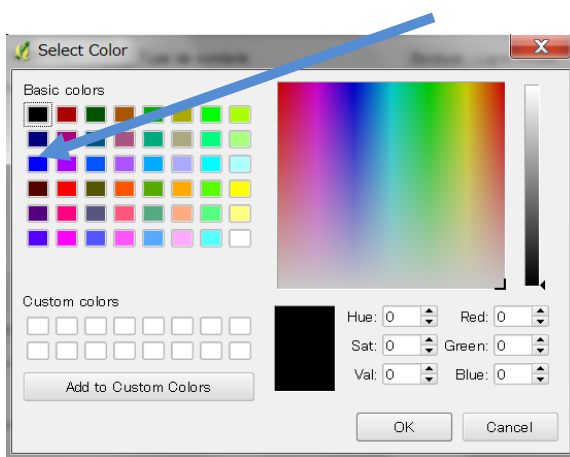 Select Color
Basic colors
Custom colors
Hue: 0 Red: 0
Sat: 0 Green: 0
Val: 0 Blue: 0
Add to Custom Colors
OK Cancel